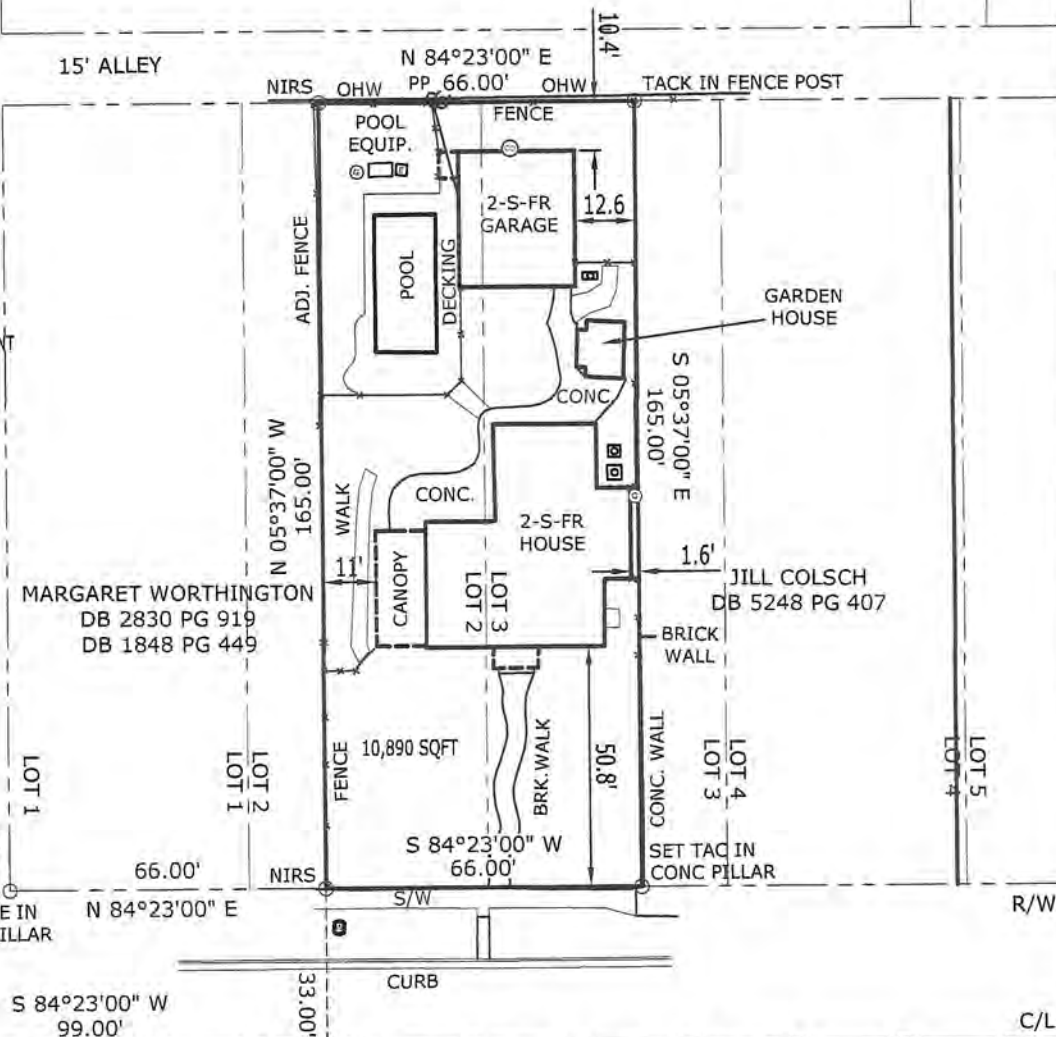 10.4'
15' ALLEY
N 84°23'00" E
66.00'
NIRS
OHW
PP
OHW
TACK IN FENCE POST
FENCE
POOL
EQUIP.
2-S-FR
GARAGE
12.6
ADJ. FENCE
POOL
DECKING
GARDEN
HOUSE
S 05°37'00" E
165.00'
CONC.
N 05°37'00" W
165.00'
WALK
CONC.
2-S-FR
HOUSE
11'
CANOPY
LOT 3
LOT 2
1.6'
MARGARET WORTHINGTON
DB 2830 PG 919
DB 1848 PG 449
JILL COLSCH
DB 5248 PG 407
BRICK
WALL
FENCE
10,890 SQFT
BRK. WALK
50.8'
CONC. WALL
LOT 1
LOT 2
LOT 1
LOT 4
LOT 3
LOT 5
LOT 4
S 84°23'00" W
66.00'
SET TAC IN
CONC PILLAR
66.00'
NIRS
N 84°23'00" E
S/W
E IN
ILLAR
R/W
CURB
33.00'
S 84°23'00" W
99.00'
C/L